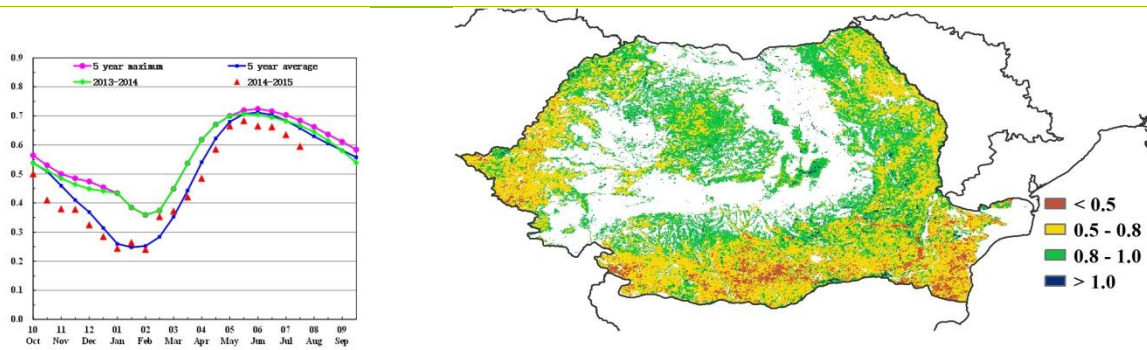 5 year maximum
5 year average
2013-2014
2014-2015
0.9
0.8
0.7
0.6
0.5
0.4
0.3
0.2
0.1
0.0
10 11 12 01 02 03 04 05 06 07 08 09
Oct Nov Dec Jan Feb Mar Apr May Jun Jul Aug Sep
< 0.5
0.5 - 0.8
0.8 - 1.0
> 1.0